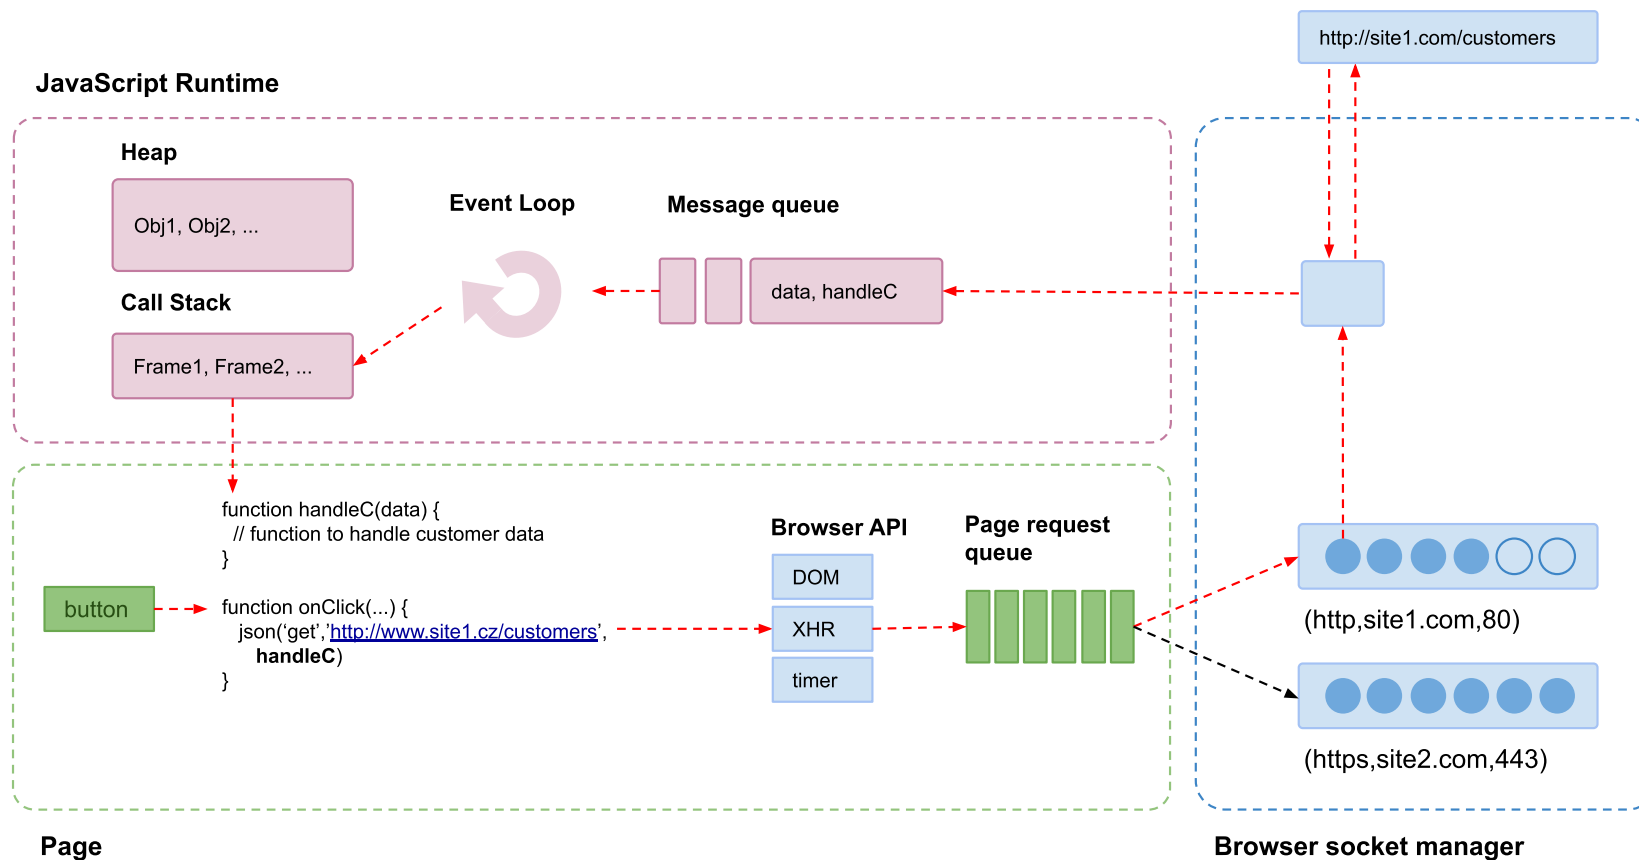 http://site1.com/customers
JavaScript Runtime
Heap
Obj1, Obj2, ...
Event Loop
Message queue
data, handleC
Call Stack
Frame1, Frame2, ...
function handleC(data) {
// function to handle customer data
}
button
function onClick(...) {
json(‘get’,’http://www.site1.cz/customers’,
handleC)
}
Browser API
DOM
XHR
timer
Page request
queue
(http,site1.com,80)
(https,site2.com,443)
Page
Browser socket manager